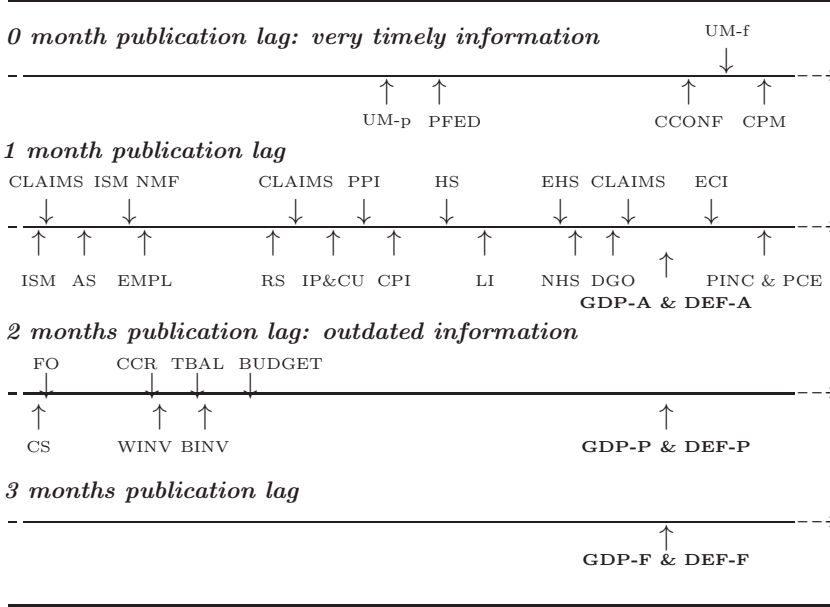 0 month publication lag: very timely information
UM-f
UM-p PFED CCONF CPM
1 month publication lag
CLAIMS ISM NMF CLAIMS PPI HS EHS CLAIMS ECI
ISM AS EMPL RS IP&CU CPI LI NHS DGO PINC & PCE
GDP-A & DEF-A
2 months publication lag: outdated information
FO CCR TBAL BUDGET
CS WINV BINV GDP-P & DEF-P
3 months publication lag
GDP-F & DEF-F